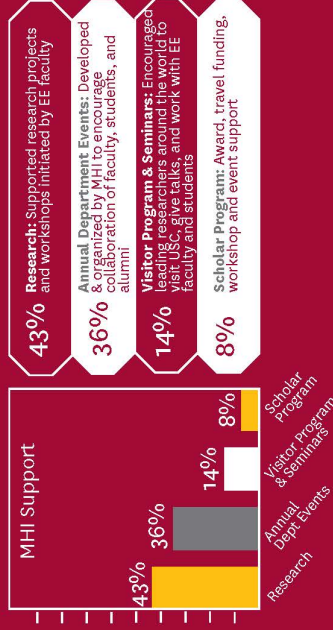 MHI Support
43%
36%
14%
8%
Research
Annual
Dept. Events
Visitor Program
& Seminars
Scholar
Program
43%
Research: Supported research projects
and workshops initiated by EE faculty
36%
Annual Department Events: Developed
& organized by MHI to encourage
collaboration of faculty, students, and
alumni
14%
Visitor Program & Seminars: Encouraged
leading researchers around the world to
visit USC, give talks, and work with EE
faculty and students
8%
Scholar Program: Award, travel funding,
workshop and event support